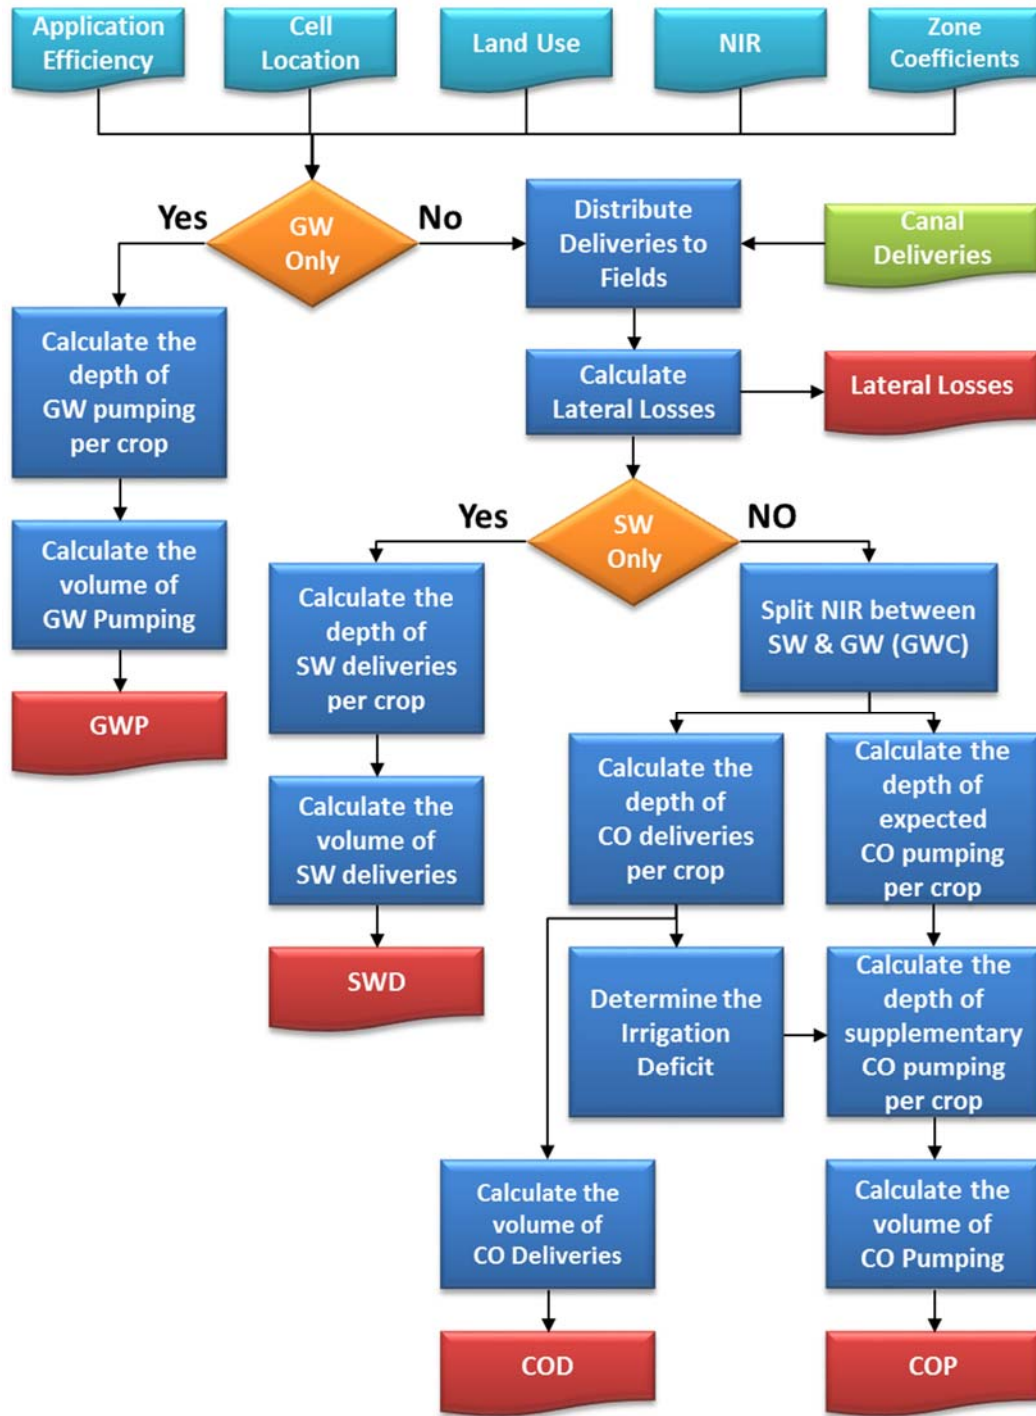 Application
Efficiency
Cell
Location
Land Use
NIR
Zone
Coefficients
Yes
GW
Only
No
Distribute
Deliveries to
Fields
Canal
Deliveries
Calculate the
depth of
GW pumping
per crop
Calculate
Lateral Losses
Lateral Losses
Calculate the
volume of
GW Pumping
GWP
Yes
SW
Only
NO
Calculate the
depth of
SW deliveries
per crop
Split NIR between
SW & GW (GWC)
Calculate the
volume of
SW deliveries
SWD
Calculate the
depth of
CO deliveries
per crop
Calculate the
depth of
expected
CO pumping
per crop
Determine the
Irrigation
Deficit
Calculate the
depth of
supplementary
CO pumping
per crop
Calculate the
volume of
CO Deliveries
Calculate the
volume of
CO Pumping
COD
COP